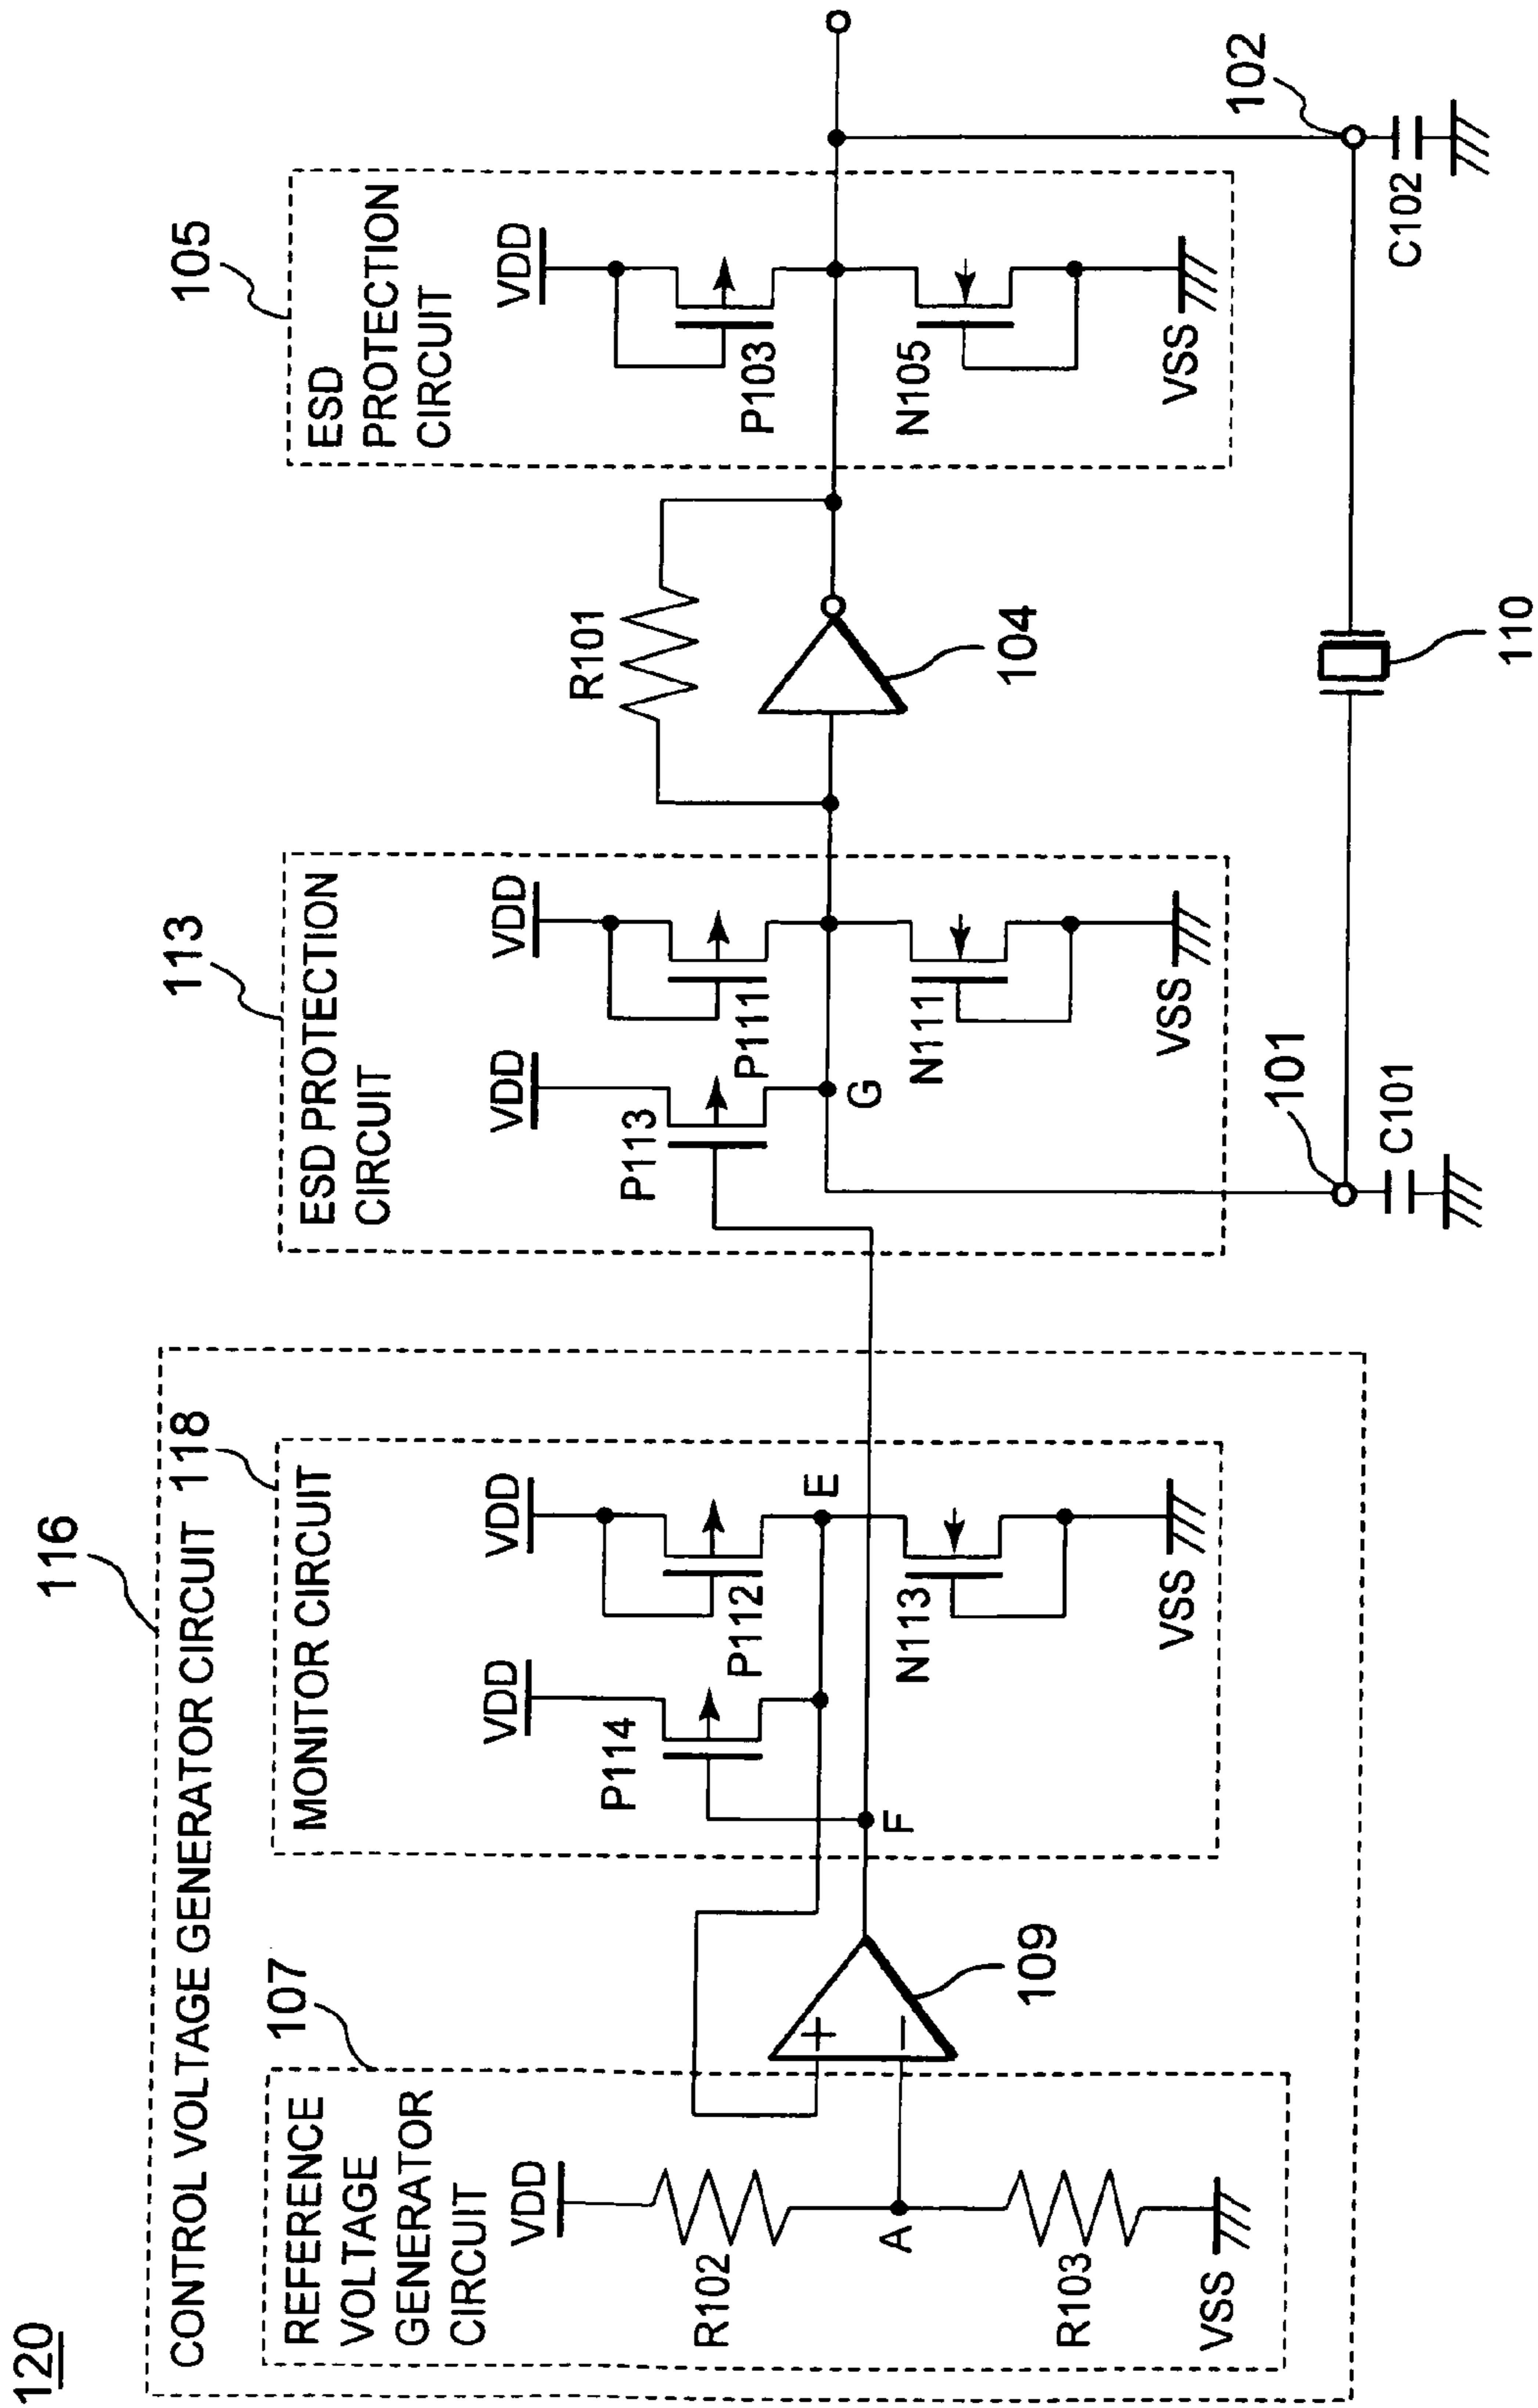 120
116
CONTROL VOLTAGE GENERATOR CIRCUIT
107
REFERENCE
VOLTAGE
GENERATOR
CIRCUIT
VDD
R102
A
R103
VSS
+
−
109
118
MONITOR CIRCUIT
VDD
P114
F
VDD
P112
E
N113
VSS
113
ESD PROTECTION
CIRCUIT
VDD
P113
G
VDD
P111
N111
VSS
101
C101
R101
104
110
105
ESD
PROTECTION
CIRCUIT
VDD
P103
N105
VSS
102
C102